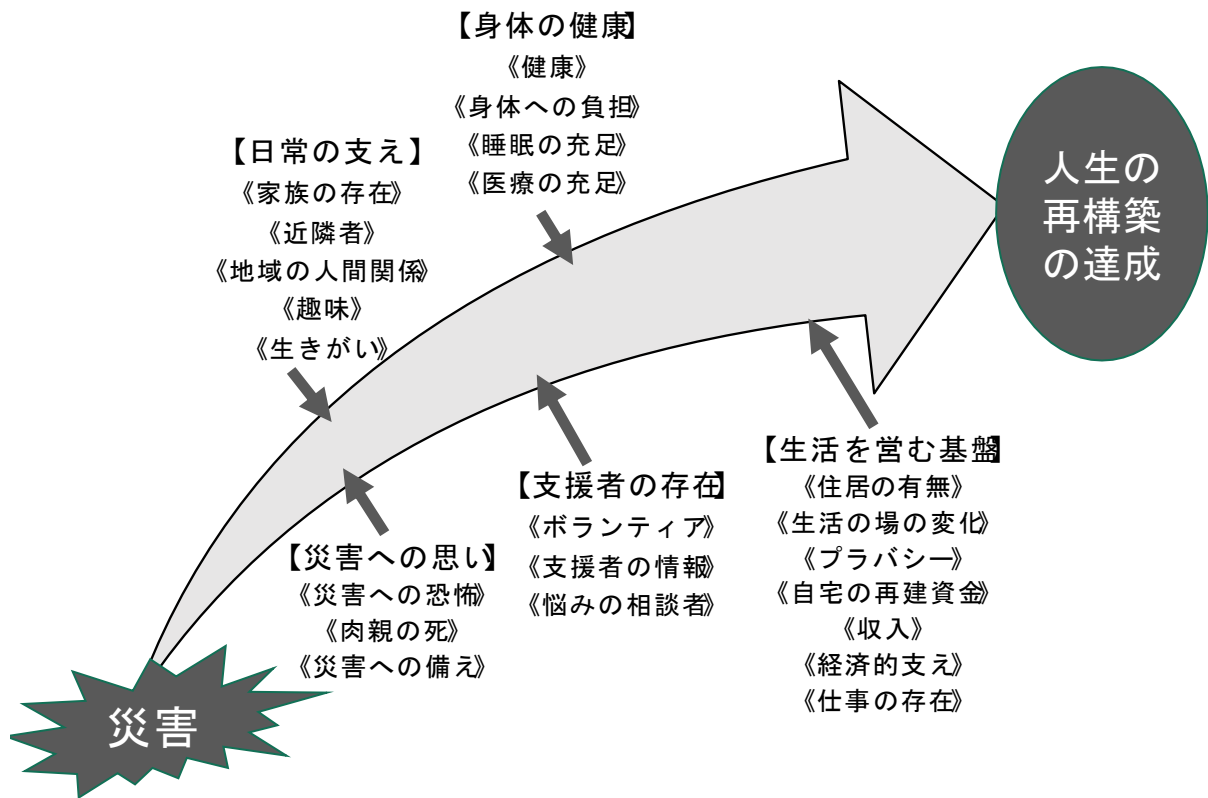 【身体の健康】
《健康》
《身体への負担》
《睡眠の充足》
《医療の充足》
【日常の支え】
《家族の存在》
《近隣者》
《地域の人間関係》
《趣味》
《生きがい》
人生の
再構築
の達成
【災害への思い】
《災害への恐怖》
《肉親の死》
《災害への備え》
【支援者の存在】
《ボランティア》
《支援者の情報》
《悩みの相談者》
【生活を営む基盤】
《住居の有無》
《生活の場の変化》
《プラバシー》
《自宅の再建資金》
《収入》
《経済的支え》
《仕事の存在》
災害